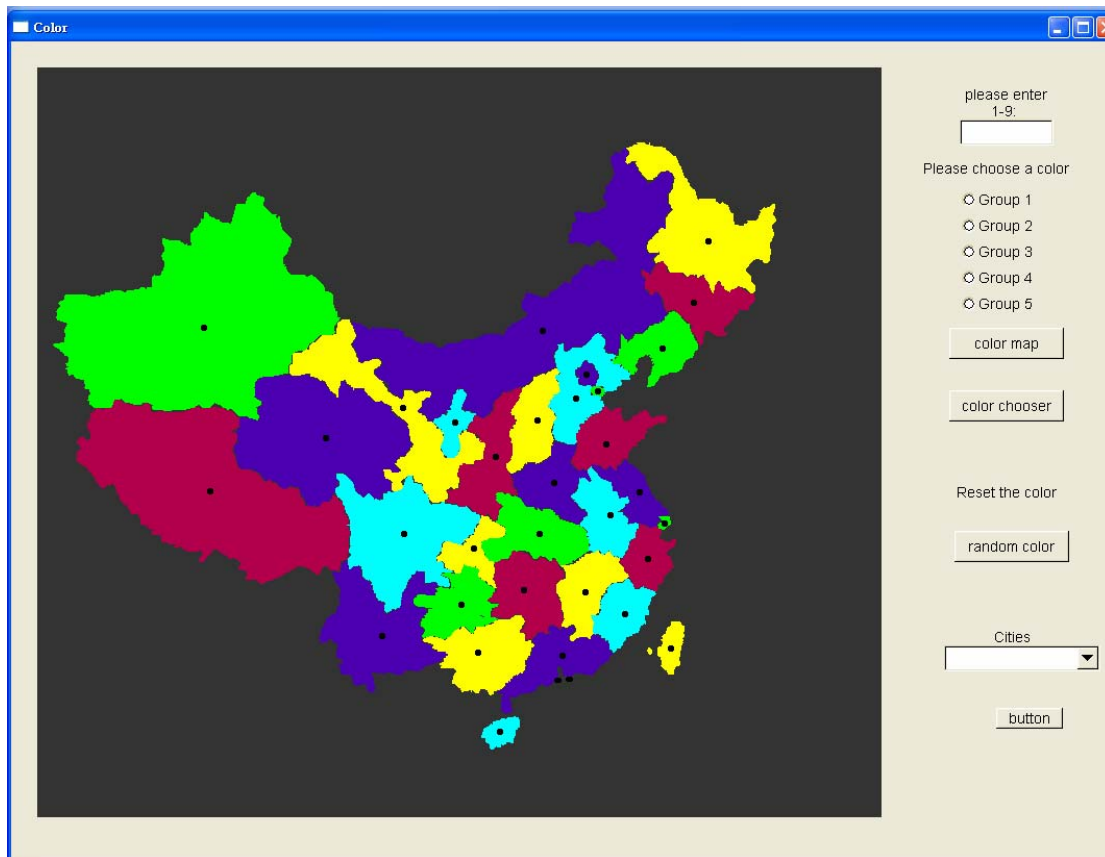 Color
please enter
1-9:
Please choose a color
Group 1
Group 2
Group 3
Group 4
Group 5
color map
color chooser
Reset the color
random color
Cities
button